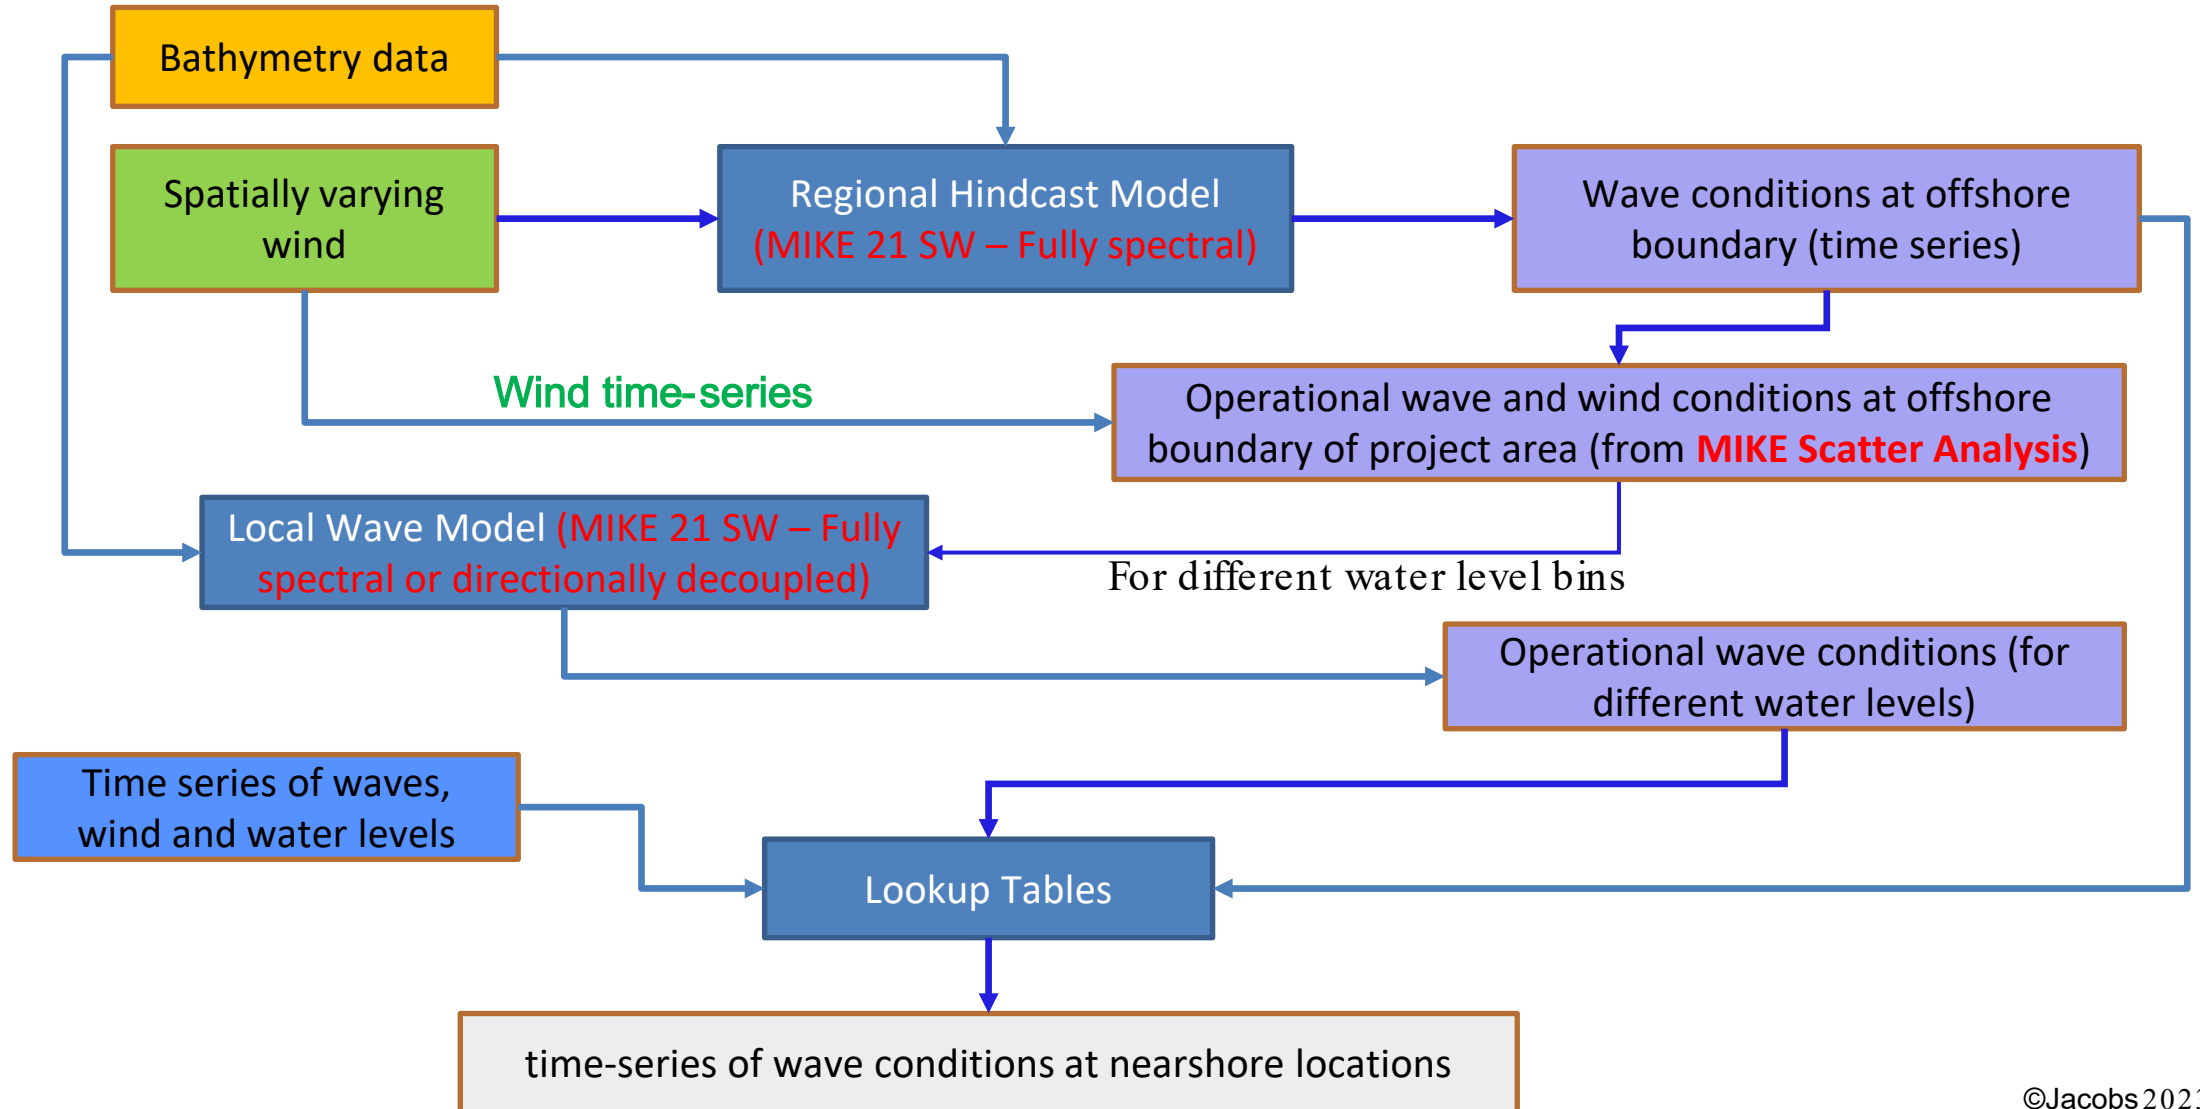 Bathymetry data
Spatially varying
wind
Regional Hindcast Model
(MIKE 21 SW – Fully spectral)
Wave conditions at offshore
boundary (time series)
Wind time-series
Operational wave and wind conditions at offshore
boundary of project area (from MIKE Scatter Analysis)
Local Wave Model (MIKE 21 SW – Fully
spectral or directionally decoupled)
For different water level bins
Operational wave conditions (for
different water levels)
Time series of waves,
wind and water levels
Lookup Tables
time-series of wave conditions at nearshore locations
©Jacobs 2023